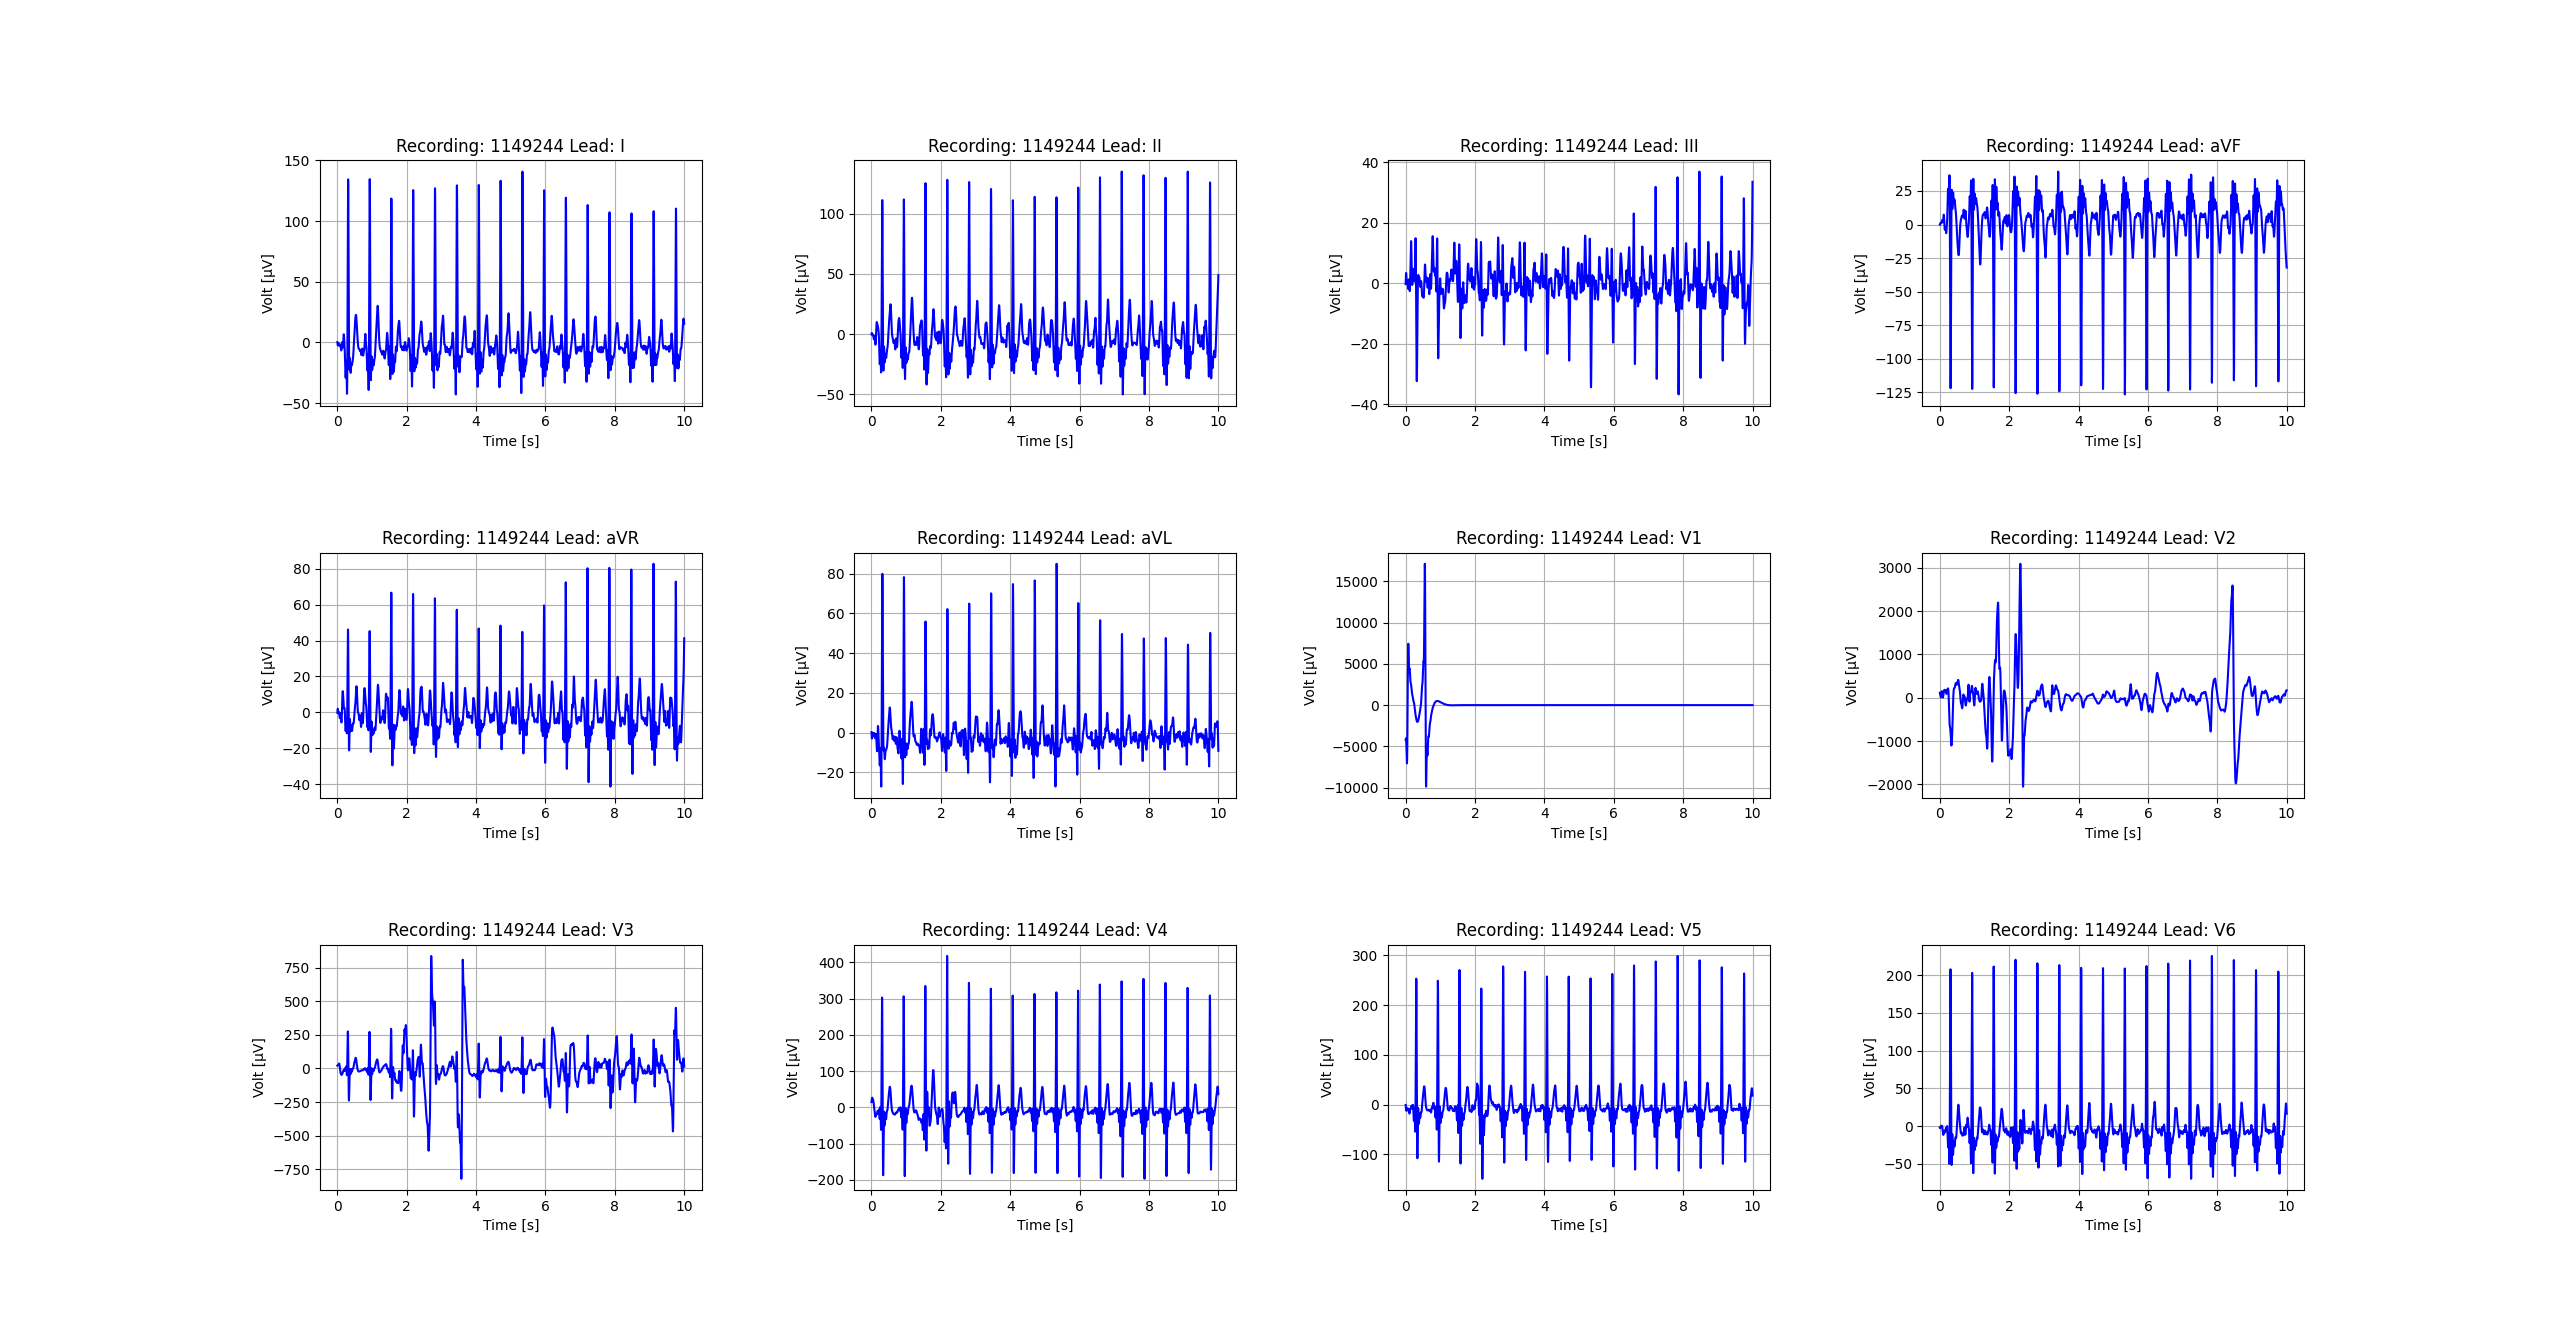 Recording: 1149244 Lead: I
150
100
50
0
−50
Volt [µV]
0 2 4 6 8 10
Time [s]
Recording: 1149244 Lead: II
100
50
0
−50
Volt [µV]
0 2 4 6 8 10
Time [s]
Recording: 1149244 Lead: III
40
20
0
−20
−40
Volt [µV]
0 2 4 6 8 10
Time [s]
Recording: 1149244 Lead: aVF
25
0
−25
−50
−75
−100
−125
Volt [µV]
0 2 4 6 8 10
Time [s]
Recording: 1149244 Lead: aVR
80
60
40
20
0
−20
−40
Volt [µV]
0 2 4 6 8 10
Time [s]
Recording: 1149244 Lead: aVL
80
60
40
20
0
−20
Volt [µV]
0 2 4 6 8 10
Time [s]
Recording: 1149244 Lead: V1
15000
10000
5000
0
−5000
−10000
Volt [µV]
0 2 4 6 8 10
Time [s]
Recording: 1149244 Lead: V2
3000
2000
1000
0
−1000
−2000
Volt [µV]
0 2 4 6 8 10
Time [s]
Recording: 1149244 Lead: V3
750
500
250
0
−250
−500
−750
Volt [µV]
0 2 4 6 8 10
Time [s]
Recording: 1149244 Lead: V4
400
300
200
100
0
−100
−200
Volt [µV]
0 2 4 6 8 10
Time [s]
Recording: 1149244 Lead: V5
300
200
100
0
−100
Volt [µV]
0 2 4 6 8 10
Time [s]
Recording: 1149244 Lead: V6
200
150
100
50
0
−50
Volt [µV]
0 2 4 6 8 10
Time [s]